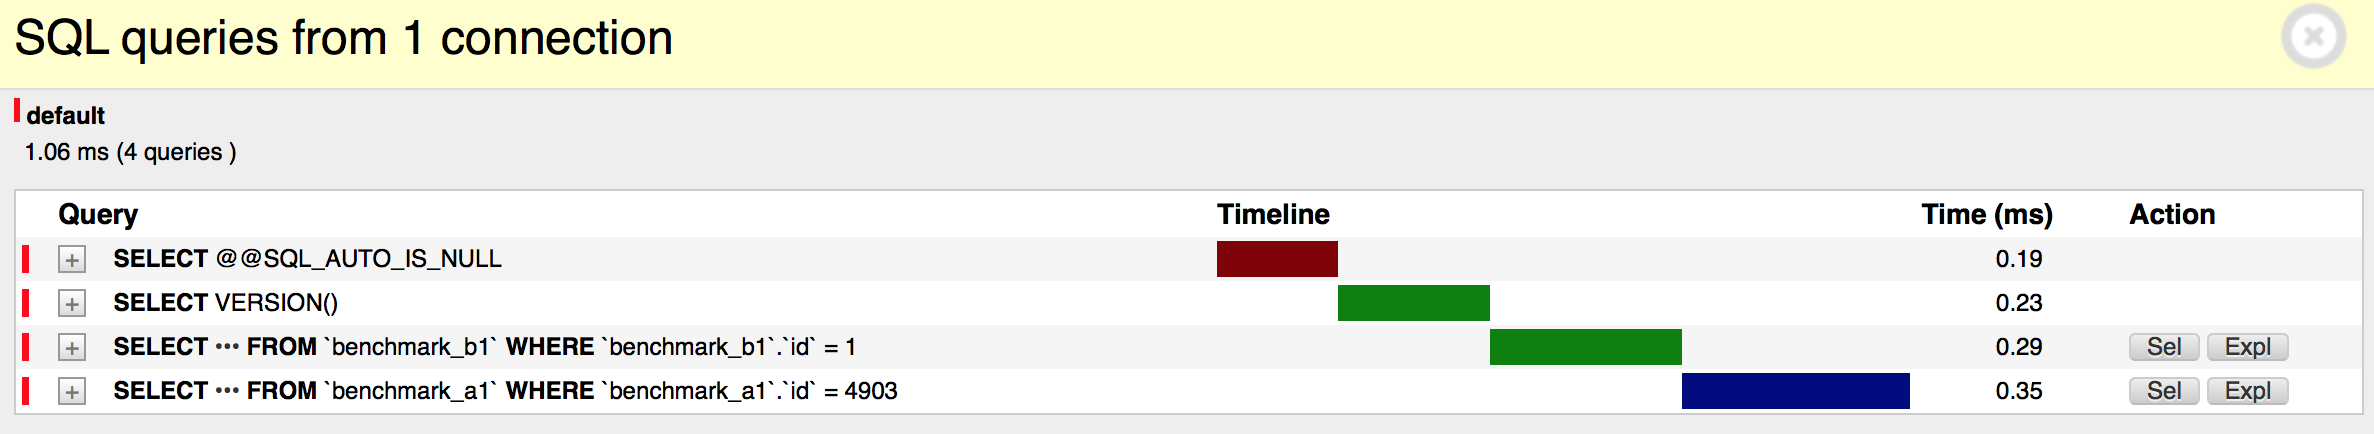 SQL queries from 1 connection
default
1.06 ms (4 queries )
Query Timeline Time (ms) Action
+ SELECT @@SQL_AUTO_IS_NULL 0.19
+ SELECT VERSION() 0.23
+ SELECT ••• FROM `benchmark_b1` WHERE `benchmark_b1`.`id` = 1 0.29 Sel Expl
+ SELECT ••• FROM `benchmark_a1` WHERE `benchmark_a1`.`id` = 4903 0.35 Sel Expl